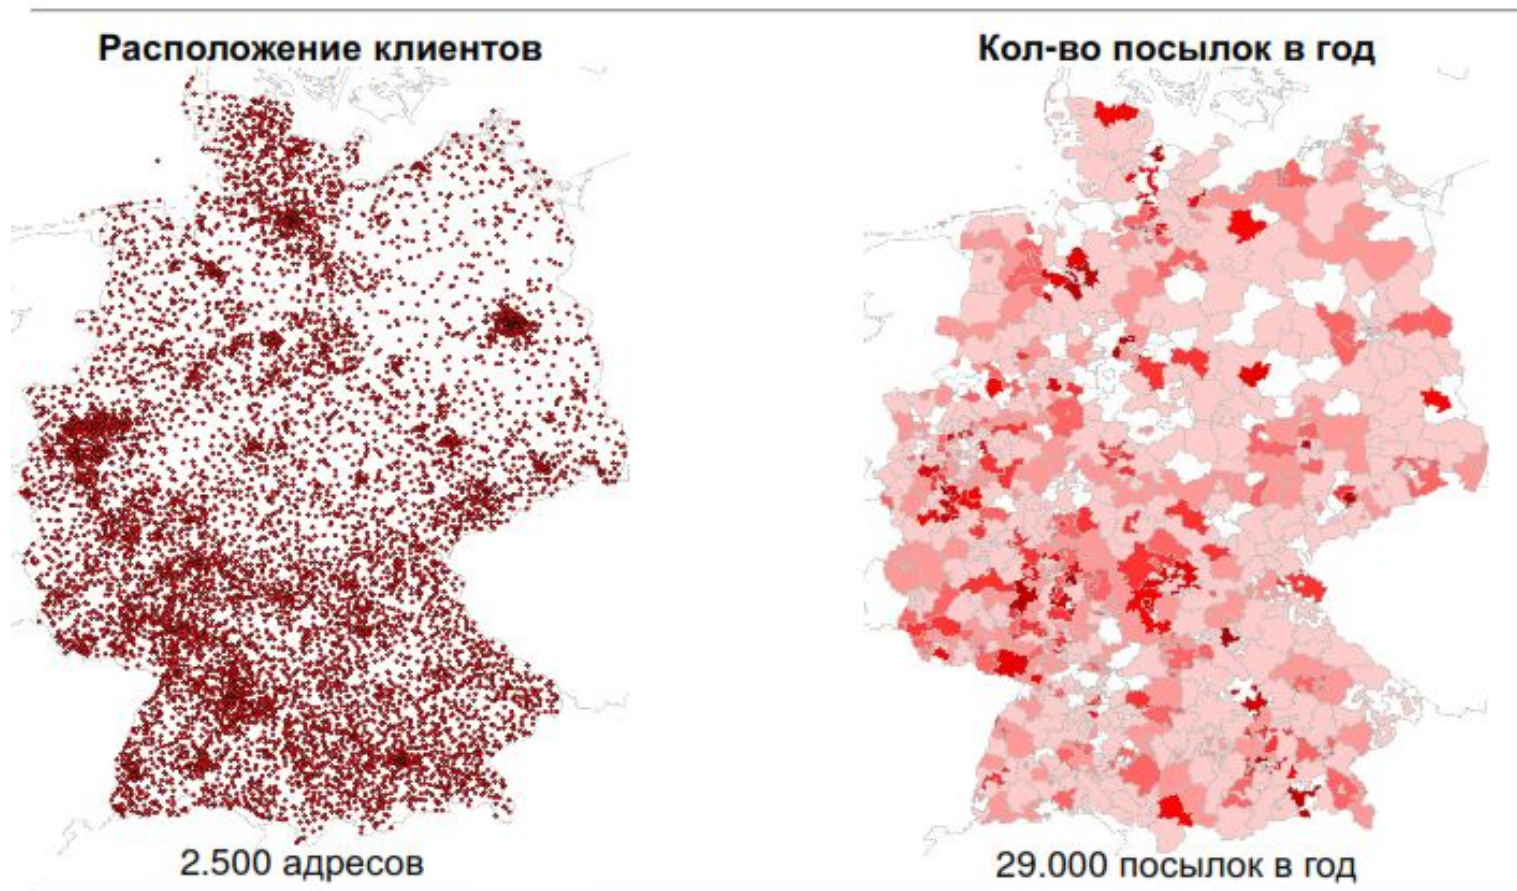 Расположение клиентов
Кол-во посылок в год
2.500 адресов
29.000 посылок в год